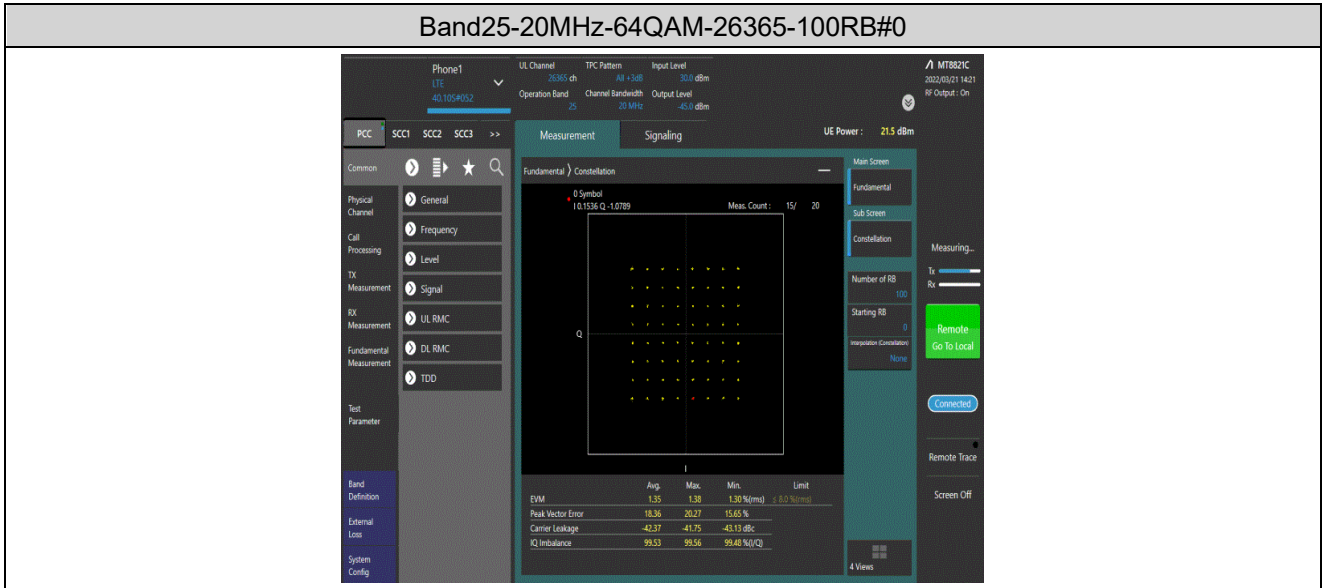 Band25-20MHz-64QAM-26365-100RB#0
Phone1
LTE
40.10S#052
UL Channel
26365 ch
TPC Pattern
All +3dB
Input Level
30.0 dBm
Operation Band
25
Channel Bandwidth
20 MHz
Output Level
-45.0 dBm
MT8821C
2022/03/21 14:21
RF Output : On
PCC SCC1 SCC2 SCC3 >>
Measurement Signaling
UE Power : 21.5 dBm
Common
Physical
Channel
Call
Processing
TX
Measurement
RX
Measurement
Fundamental
Measurement
Test
Parameter
Band
Definition
External
Loss
System
Config
General
Frequency
Level
Signal
UL RMC
DL RMC
TDD
Fundamental 〉 Constellation
0 Symbol
I 0.1536 Q -1.0789
Meas. Count : 15/ 20
Q
I
Avg. Max. Min. Limit
EVM 1.35 1.38 1.30 %(rms) ≤ 8.0 %(rms)
Peak Vector Error 18.36 20.27 15.65 %
Carrier Leakage -42.37 -41.75 -43.13 dBc
IQ Imbalance 99.53 99.56 99.48 %(I/Q)
Main Screen
Fundamental
Sub Screen
Constellation
Number of RB
100
Starting RB
0
Interpolation (Constellation)
None
4 Views
Measuring...
Tx
Rx
Remote
Go To Local
Connected
Remote Trace
Screen Off